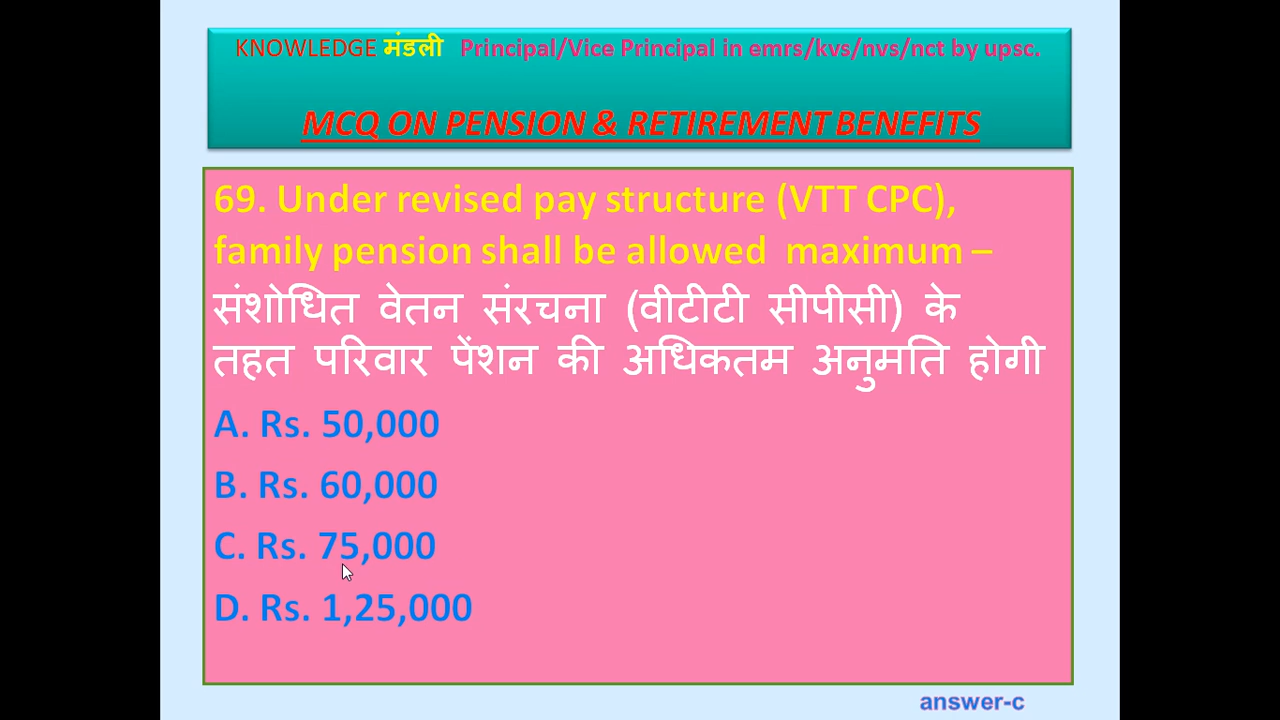 KNOWLEDGE मंडली Principal/Vice Principal in emrs/kvs/nvs/nct by upsc.
MCQ ON PENSION & RETIREMENT BENEFITS
69. Under revised pay structure (VTT CPC),
family pension shall be allowed maximum –
संशोधित वेतन संरचना (वीटीटी सीपीसी) के
तहत परिवार पेंशन की अधिकतम अनुमति होगी
A. Rs. 50,000
B. Rs. 60,000
C. Rs. 75,000
D. Rs. 1,25,000
answer-c